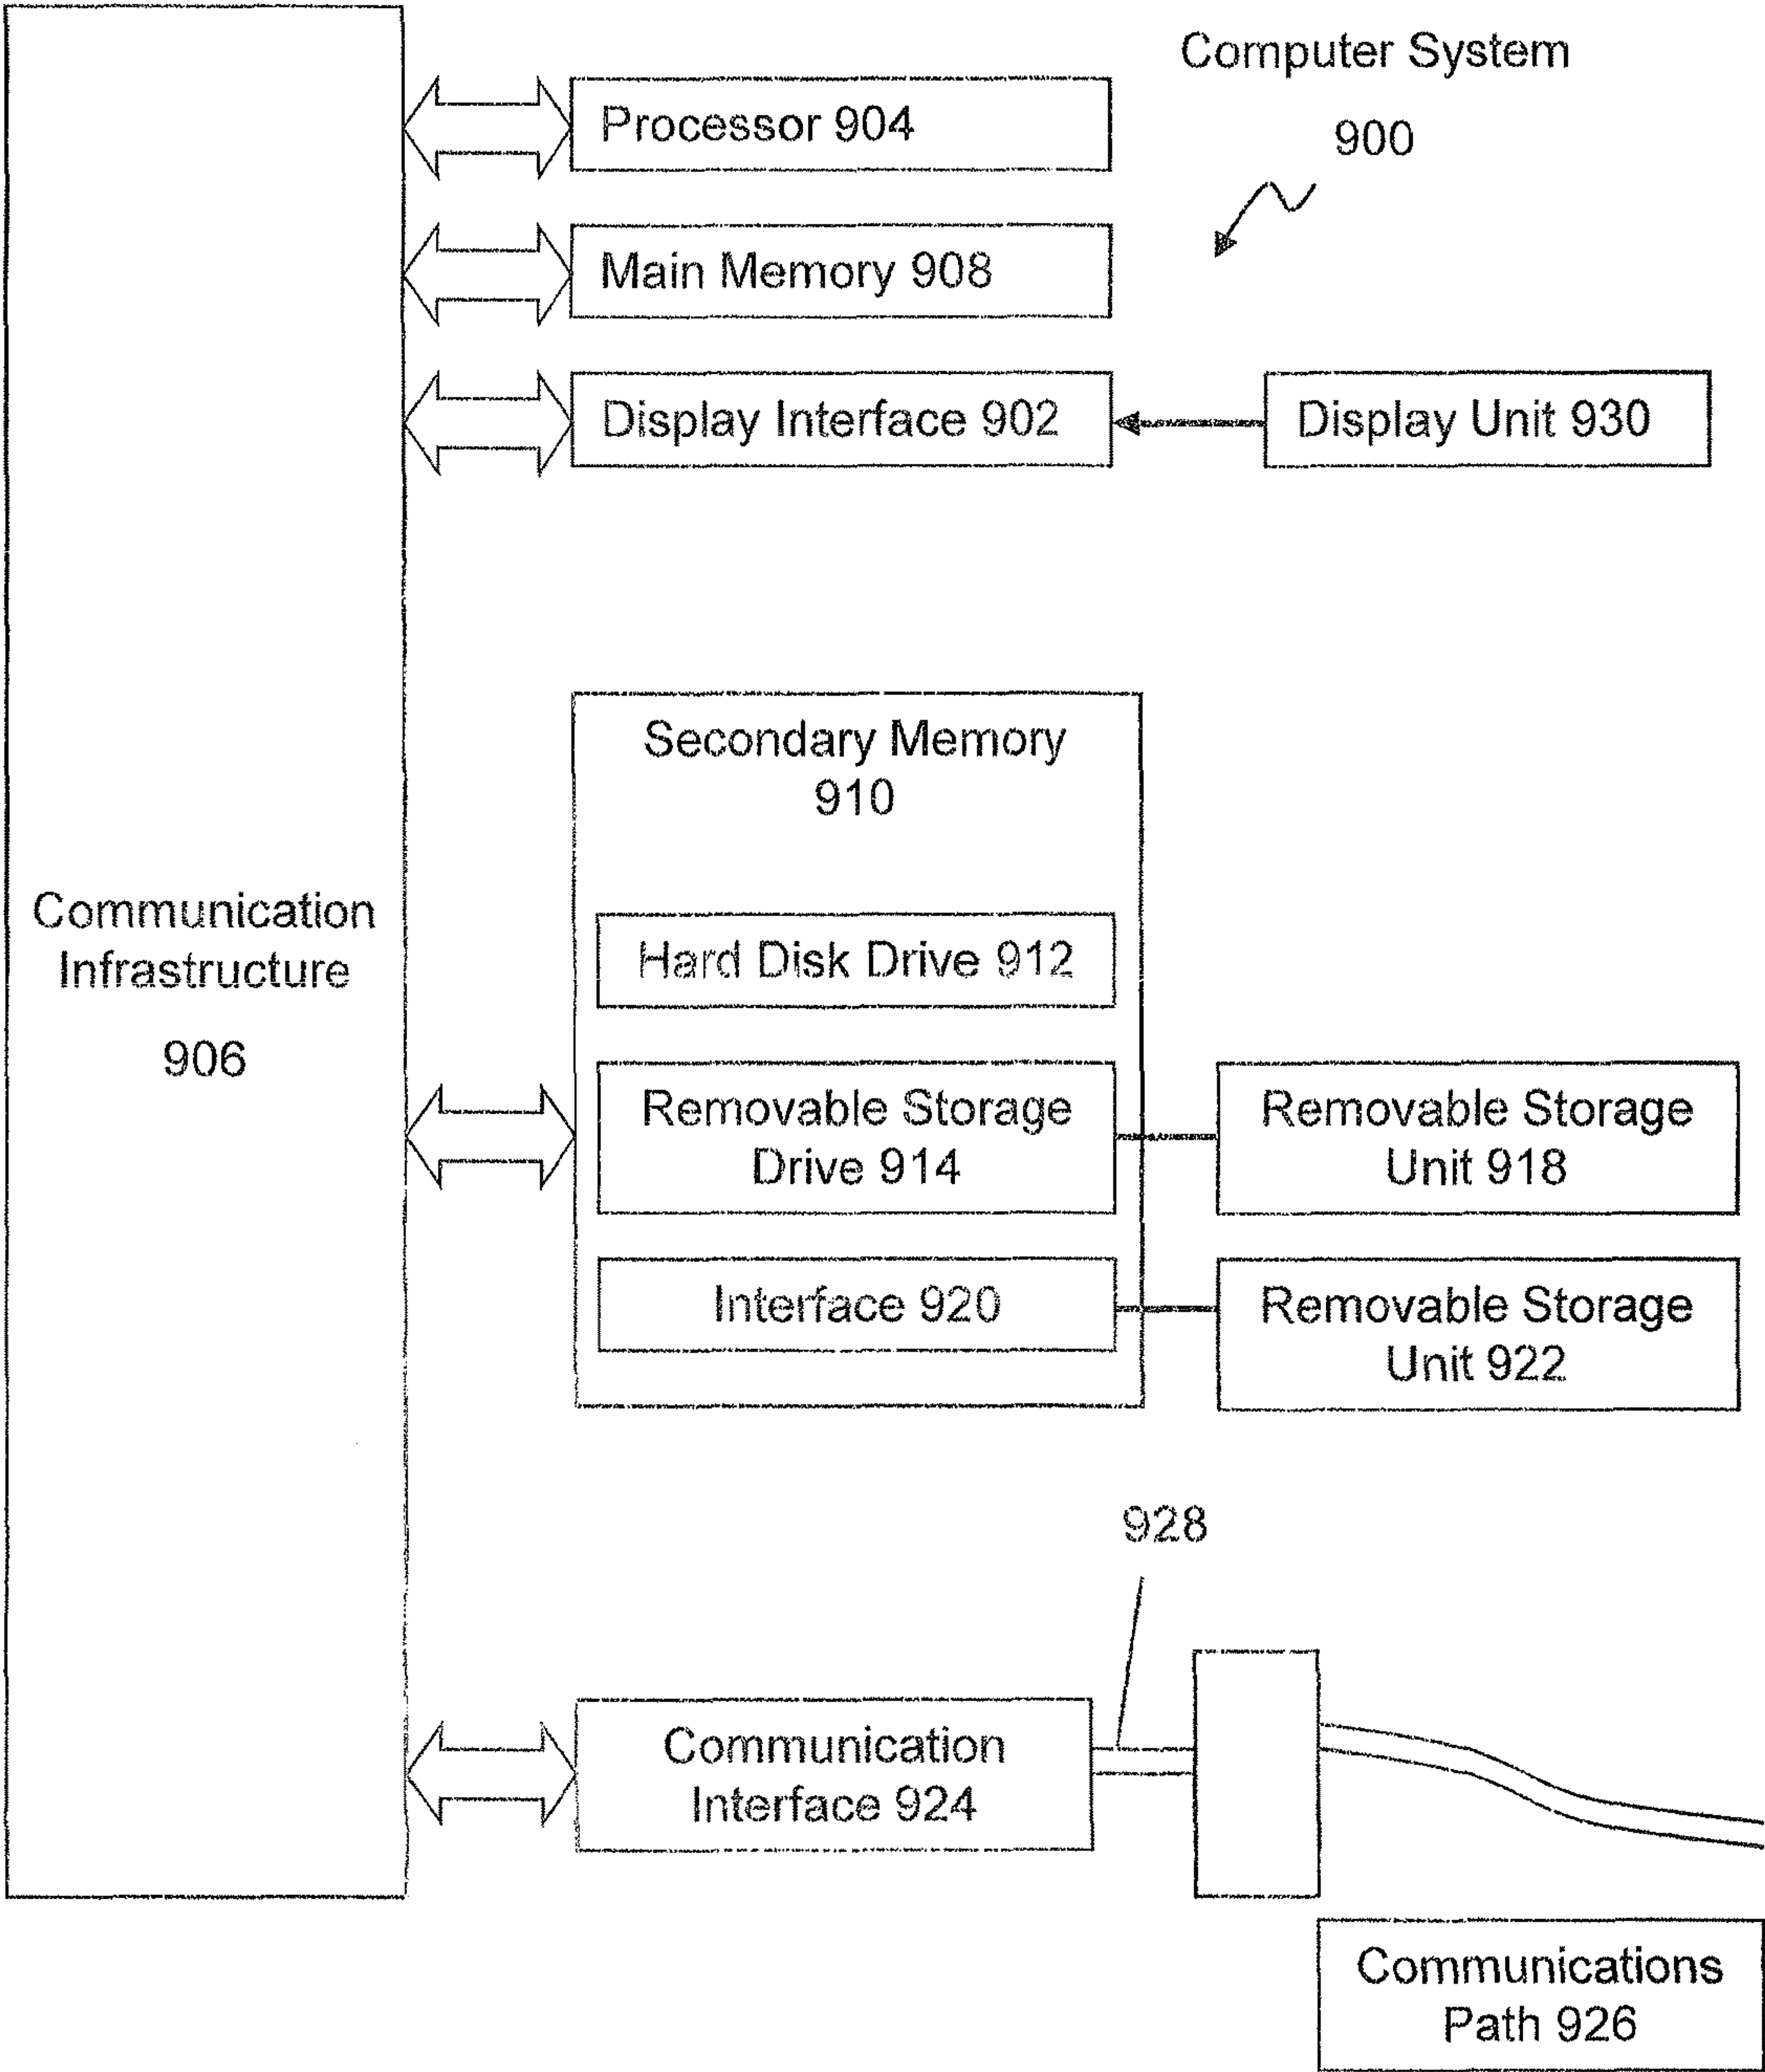 Computer System
900
Processor 904
Main Memory 908
Display Interface 902
Display Unit 930
Secondary Memory
910
Communication
Infrastructure
906
Hard Disk Drive 912
Removable Storage
Drive 914
Removable Storage
Unit 918
Interface 920
Removable Storage
Unit 922
928
Communication
Interface 924
Communications
Path 926